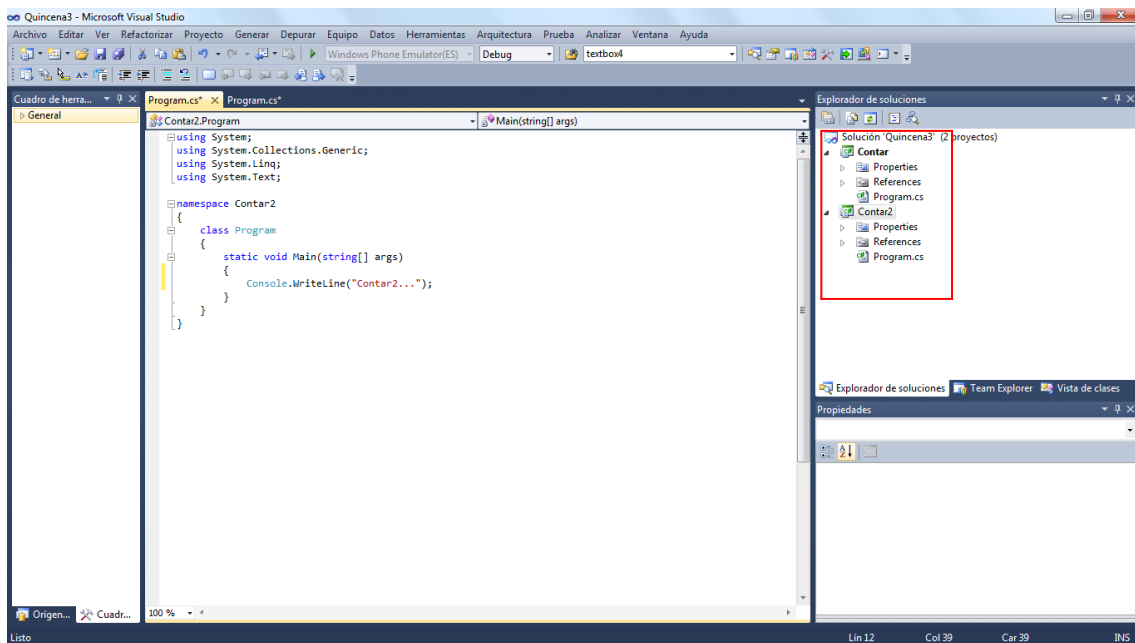 Quincena3 - Microsoft Visual Studio
Archivo Editar Ver Refactorizar Proyecto Generar Depurar Equipo Datos Herramientas Arquitectura Prueba Analizar Ventana Ayuda
Windows Phone Emulator(ES) Debug textbox4
Cuadro de herra...
General
Program.cs* Program.cs*
Contar2.Program Main(string[] args)
using System;
using System.Collections.Generic;
using System.Linq;
using System.Text;
namespace Contar2
{
class Program
{
static void Main(string[] args)
{
Console.WriteLine("Contar2...");
}
}
}
100 %
Orígen... Cuadr...
Explorador de soluciones
Solución 'Quincena3' (2 proyectos)
Contar
Properties
References
Program.cs
Contar2
Properties
References
Program.cs
Explorador de soluciones Team Explorer Vista de clases
Propiedades
Listo Lín 12 Col 39 Car 39 INS